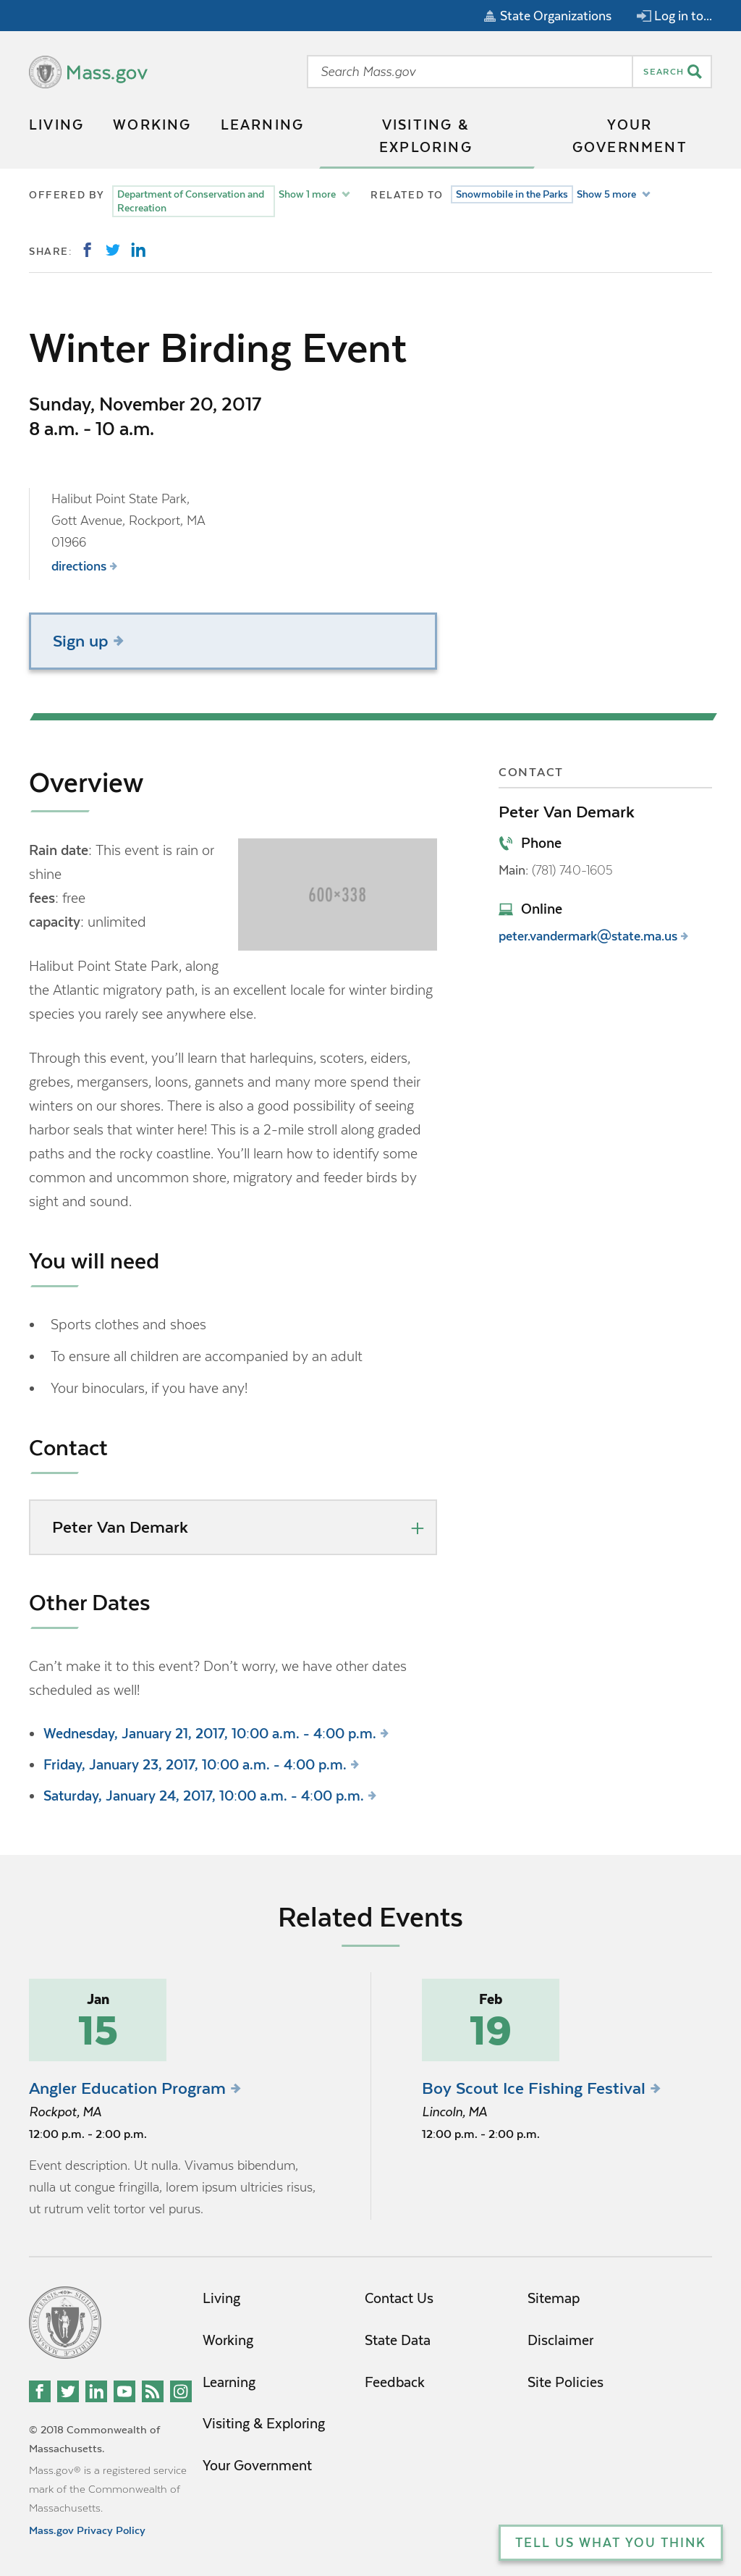 State Organizations
Log in to...
Mass.gov
Search Mass.gov
SEARCH
LIVING
WORKING
LEARNING
VISITING &
EXPLORING
YOUR
GOVERNMENT
OFFERED BY
Department of Conservation and
Recreation
Show 1 more
RELATED TO
Snowmobile in the Parks
Show 5 more
SHARE:
Winter Birding Event
Sunday, November 20, 2017
8 a.m. - 10 a.m.
Halibut Point State Park,
Gott Avenue, Rockport, MA
01966
directions
Sign up
Overview
Rain date: This event is rain or
shine
fees: free
capacity: unlimited
600×338
Halibut Point State Park, along
the Atlantic migratory path, is an excellent locale for winter birding
species you rarely see anywhere else.
Through this event, you’ll learn that harlequins, scoters, eiders,
grebes, mergansers, loons, gannets and many more spend their
winters on our shores. There is also a good possibility of seeing
harbor seals that winter here! This is a 2-mile stroll along graded
paths and the rocky coastline. You’ll learn how to identify some
common and uncommon shore, migratory and feeder birds by
sight and sound.
CONTACT
Peter Van Demark
Phone
Main: (781) 740-1605
Online
peter.vandermark@state.ma.us
You will need
Sports clothes and shoes
To ensure all children are accompanied by an adult
Your binoculars, if you have any!
Contact
Peter Van Demark
Other Dates
Can’t make it to this event? Don’t worry, we have other dates
scheduled as well!
Wednesday, January 21, 2017, 10:00 a.m. - 4:00 p.m.
Friday, January 23, 2017, 10:00 a.m. - 4:00 p.m.
Saturday, January 24, 2017, 10:00 a.m. - 4:00 p.m.
Related Events
Jan
15
Angler Education Program
Rockpot, MA
12:00 p.m. - 2:00 p.m.
Event description. Ut nulla. Vivamus bibendum,
nulla ut congue fringilla, lorem ipsum ultricies risus,
ut rutrum velit tortor vel purus.
Feb
19
Boy Scout Ice Fishing Festival
Lincoln, MA
12:00 p.m. - 2:00 p.m.
Living
Working
Learning
Visiting & Exploring
Your Government
Contact Us
State Data
Feedback
Sitemap
Disclaimer
Site Policies
© 2018 Commonwealth of
Massachusetts.
Mass.gov® is a registered service
mark of the Commonwealth of
Massachusetts.
Mass.gov Privacy Policy
TELL US WHAT YOU THINK